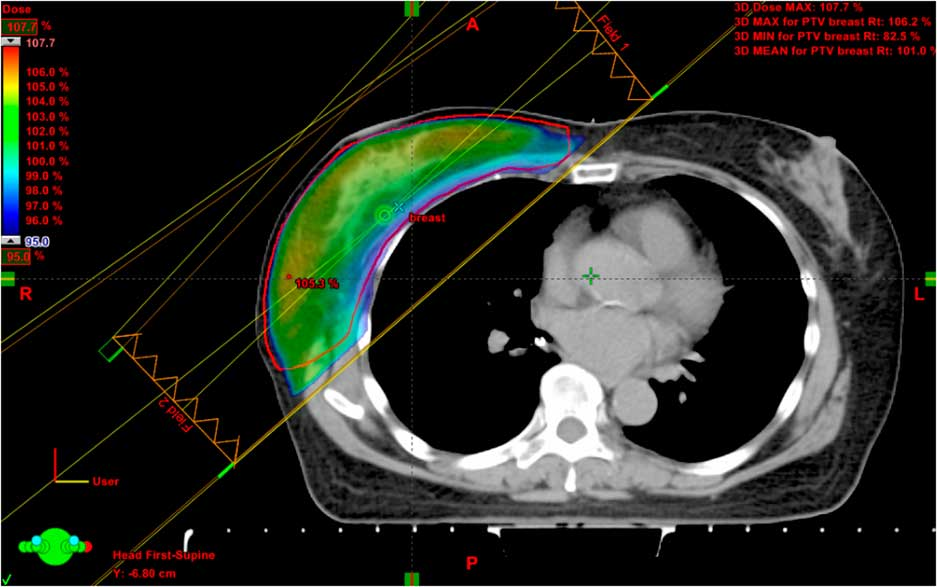 Dose
107.7 %
107.7
106.0 %
105.0 %
104.0 %
103.0 %
102.0 %
101.0 %
100.0 %
99.0 %
98.0 %
97.0 %
96.0 %
95.0
95.0 %
A
Field 1
3D Dose MAX: 107.7 %
3D MAX for PTV breast Rt: 106.2 %
3D MIN for PTV breast Rt: 82.5 %
3D MEAN for PTV breast Rt: 101.0 %
breast
105.3 %
R
L
Field 2
User
Head First-Supine
Y: -6.80 cm
P